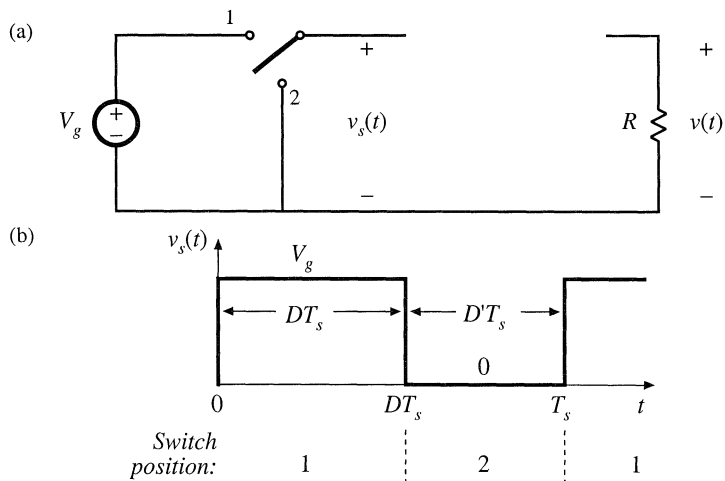 (a)
1
2
+
−
V_g
+
v_s(t)
−
R
+
v(t)
−
(b)
v_s(t)
V_g
DT_s
D'T_s
0
0
DT_s
T_s
t
Switch
position:
1
2
1